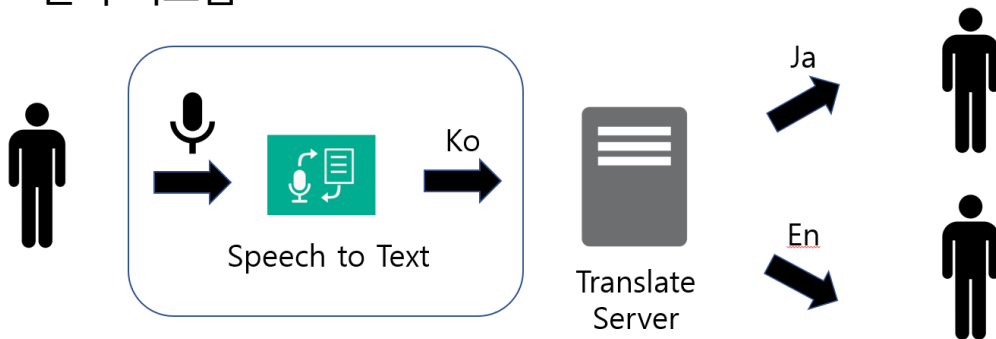 Ja
Ko
Speech to Text
En
Translate
Server